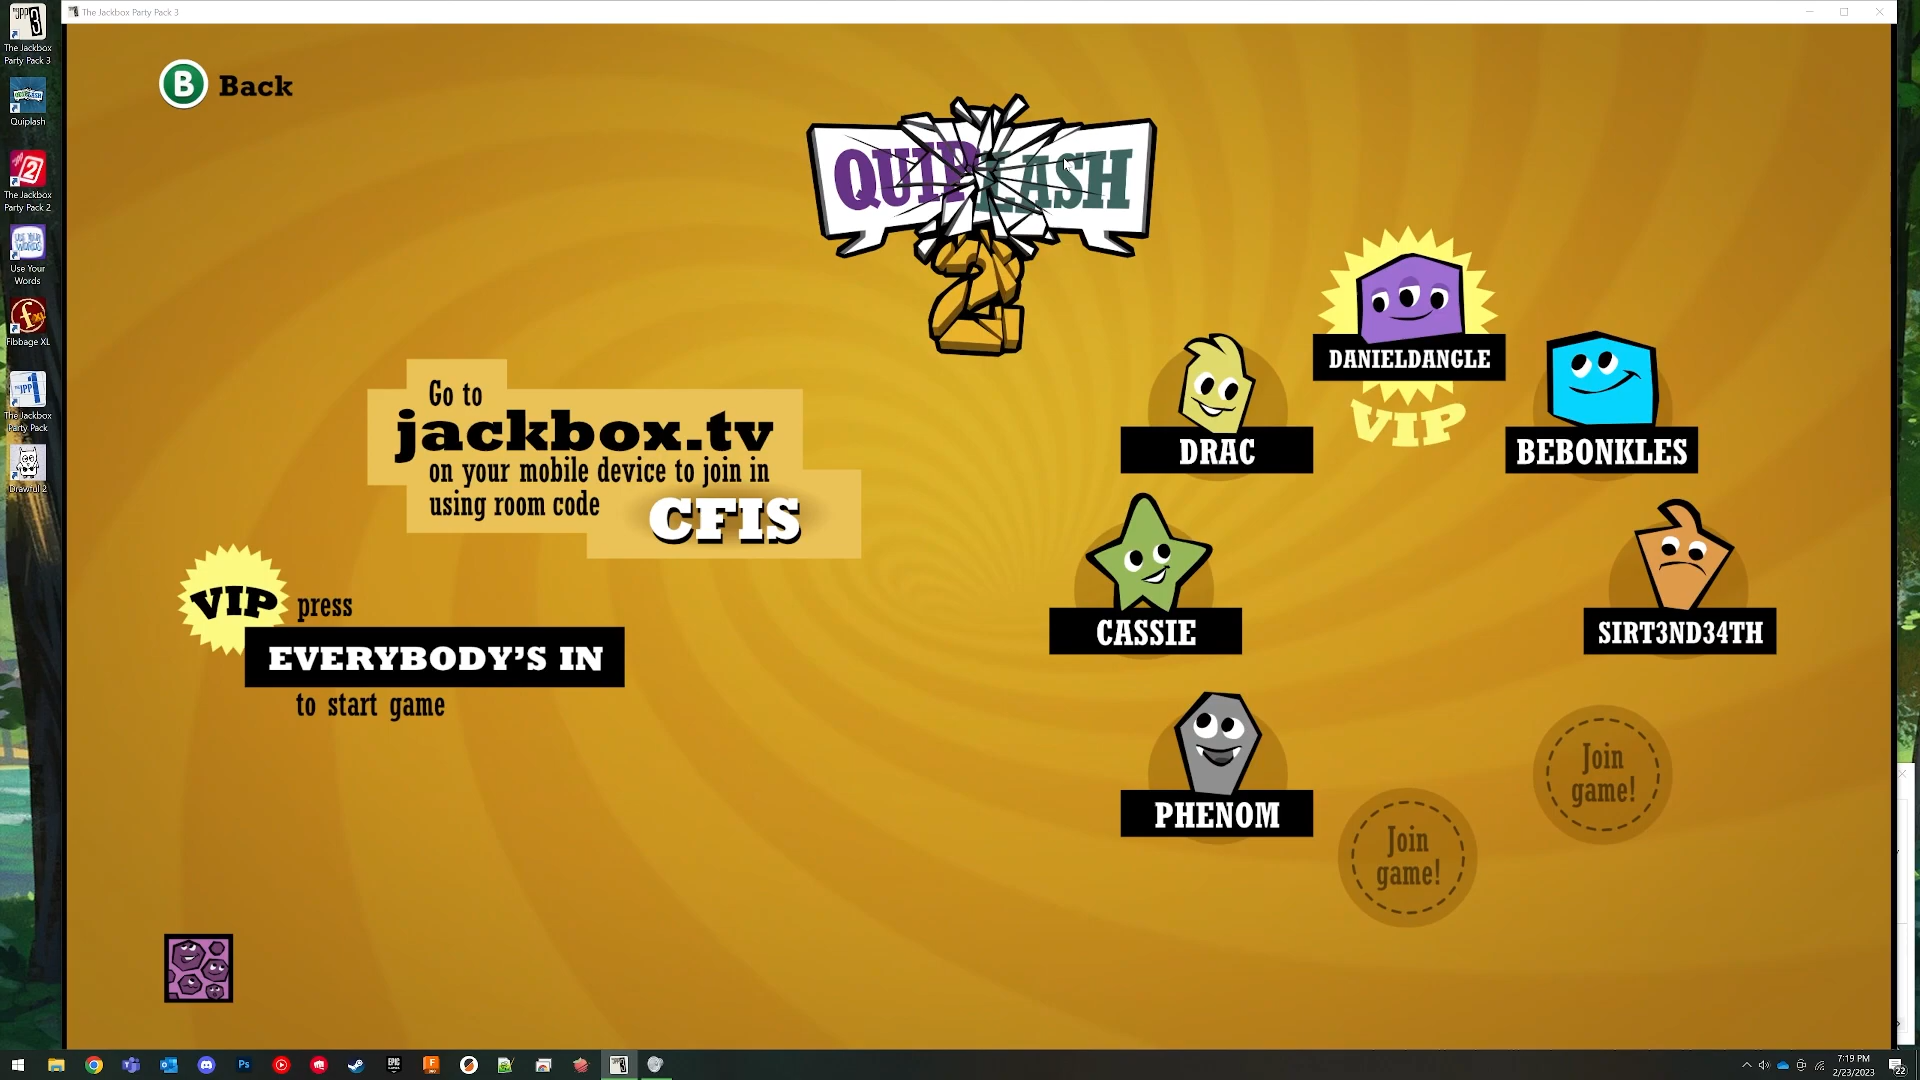 The Jackbox Party Pack 3
The Jackbox
Party Pack 3
Quiplash
The Jackbox
Party Pack 2
Use Your
Words
Fibbage XL
The Jackbox
Party Pack
Drawful 2
B Back
QUIPLASH
2
Go to
jackbox.tv
on your mobile device to join in
using room code
CFIS
VIP press
EVERYBODY'S IN
to start game
DANIELDANGLE
VIP
DRAC
BEBONKLES
CASSIE
SIRT3ND34TH
PHENOM
Join
game!
Join
game!
7:19 PM
2/23/2023
22